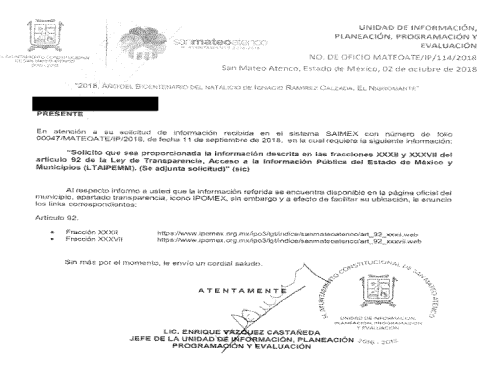 UNIDAD DE INFORMACIÓN,
PLANEACIÓN, PROGRAMACIÓN Y
EVALUACIÓN
san mateo atenco
NO. DE OFICIO MATEOATE/IP/114/2018
San Mateo Atenco, Estado de México, 02 de octubre de 2018
"2018, AÑO DEL BICENTENARIO DEL NATALICIO DE IGNACIO RAMÍREZ CALZADA, EL NIGROMANTE"
PRESENTE
En atención a su solicitud de información recibida en el sistema SAIMEX con número de folio
00047/MATEOATE/IP/2018, de fecha 11 de septiembre de 2018, en la cual requiere la siguiente información:
"Solicito que sea proporcionada la información descrita en las fracciones XXXII y XXXVII del
artículo 92 de la Ley de Transparencia, Acceso a la Información Pública del Estado de México y
Municipios (LTAIPEMM). (Se adjunta solicitud)" (sic)
Al respecto informo a usted que la información referida se encuentra disponible en la página oficial del
municipio, apartado transparencia, icono IPOMEX, sin embargo y a efecto de facilitar su ubicación, le enuncio
los links correspondientes:
Artículo 92.
• Fracción XXXII https://www.ipomex.org.mx/ipo3/lgt/indice/sanmateoatenco/art_92_xxxii.web
• Fracción XXXVII https://www.ipomex.org.mx/ipo3/lgt/indice/sanmateoatenco/art_92_xxxvii.web
Sin más por el momento, le envío un cordial saludo.
ATENTAMENTE
H. AYUNTAMIENTO CONSTITUCIONAL DE SAN MATEO ATENCO
UNIDAD DE INFORMACIÓN,
PLANEACIÓN, PROGRAMACIÓN
Y EVALUACIÓN
2016 - 2018
LIC. ENRIQUE VÁZQUEZ CASTAÑEDA
JEFE DE LA UNIDAD DE INFORMACIÓN, PLANEACIÓN
PROGRAMACIÓN Y EVALUACIÓN